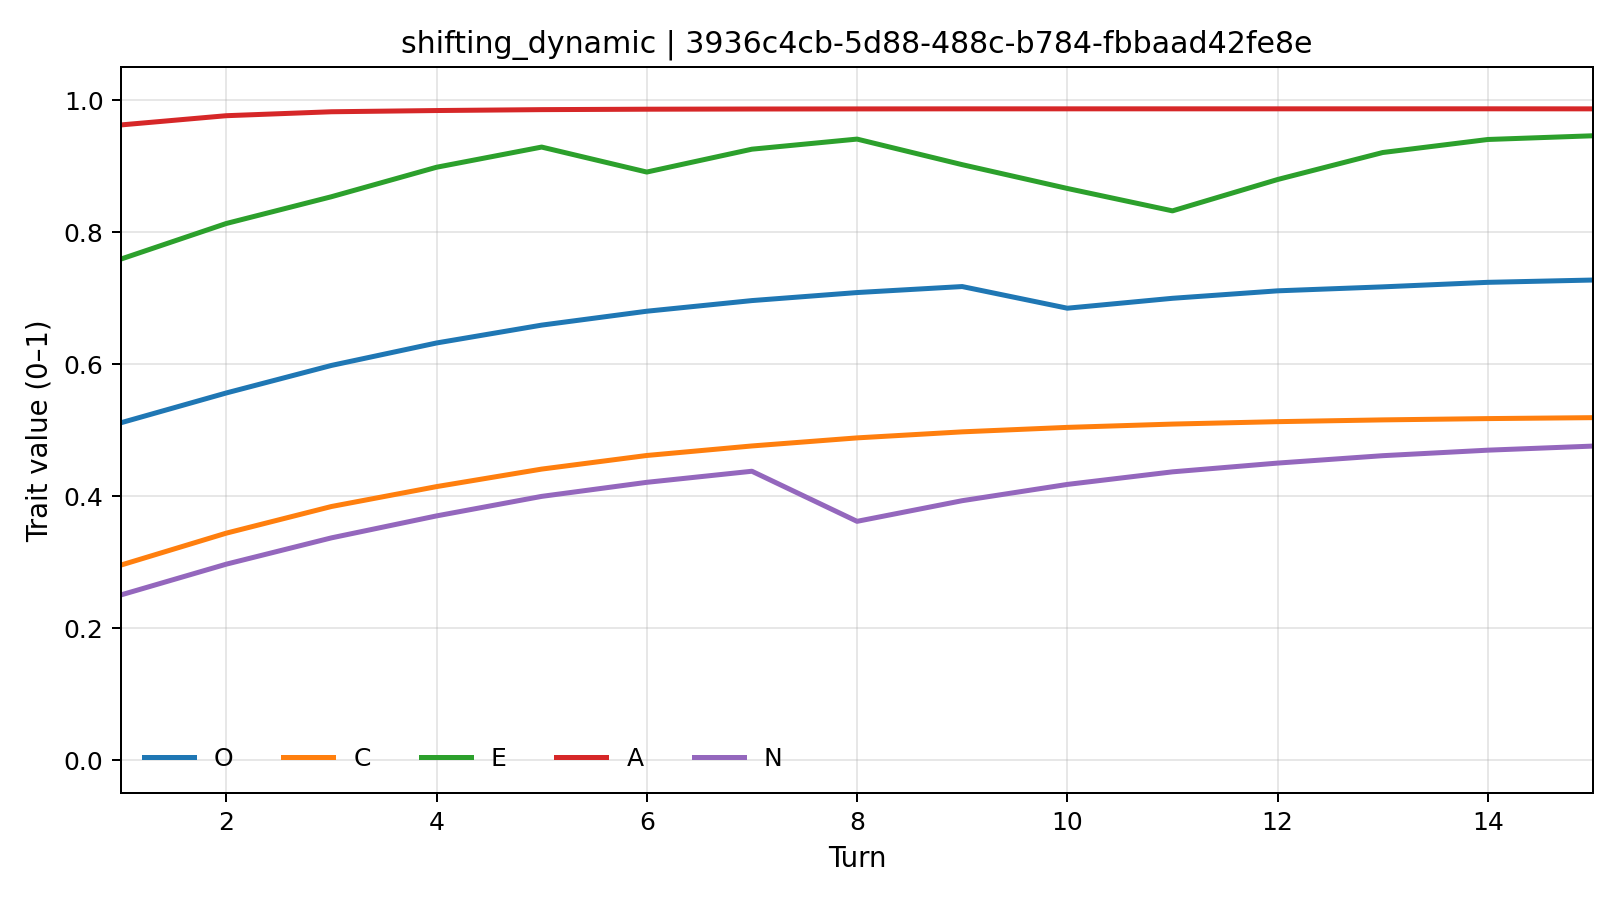 shifting_dynamic | 3936c4cb-5d88-488c-b784-fbbaad42fe8e
Trait value (0–1)
1.0
0.8
0.6
0.4
0.2
0.0
O C E A N
2 4 6 8 10 12 14
Turn